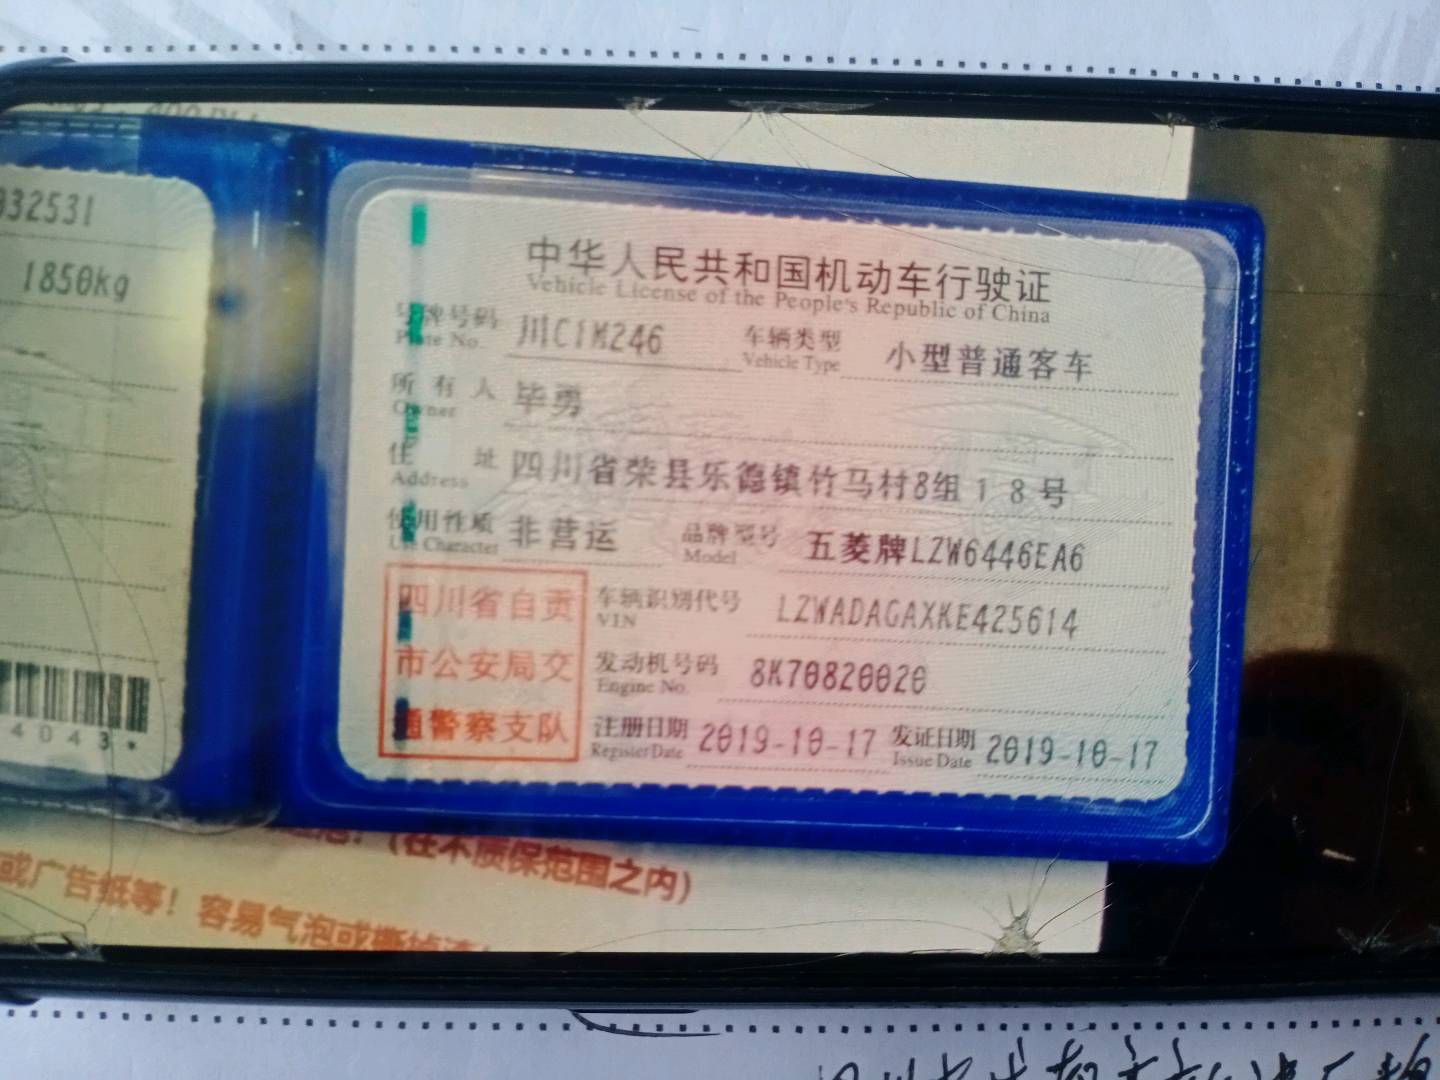 932531
1850kg
4043*
中华人民共和国机动车行驶证
Vehicle License of the People's Republic of China
号牌号码 川C1M246 车辆类型 小型普通客车
Plate No. Vehicle Type
所有人 毕勇
Owner
住址 四川省荣县乐德镇竹马村8组18号
Address
使用性质 非营运 品牌型号 五菱牌LZW6446EA6
Use Character Model
四川省自贡
市公安局交
通警察支队
车辆识别代号 LZWADAGAXKE425614
VIN
发动机号码 8K70820020
Engine No.
注册日期 2019-10-17 发证日期 2019-10-17
Register Date Issue Date
(在不质保范围之内)
或广告纸等！容易气泡或